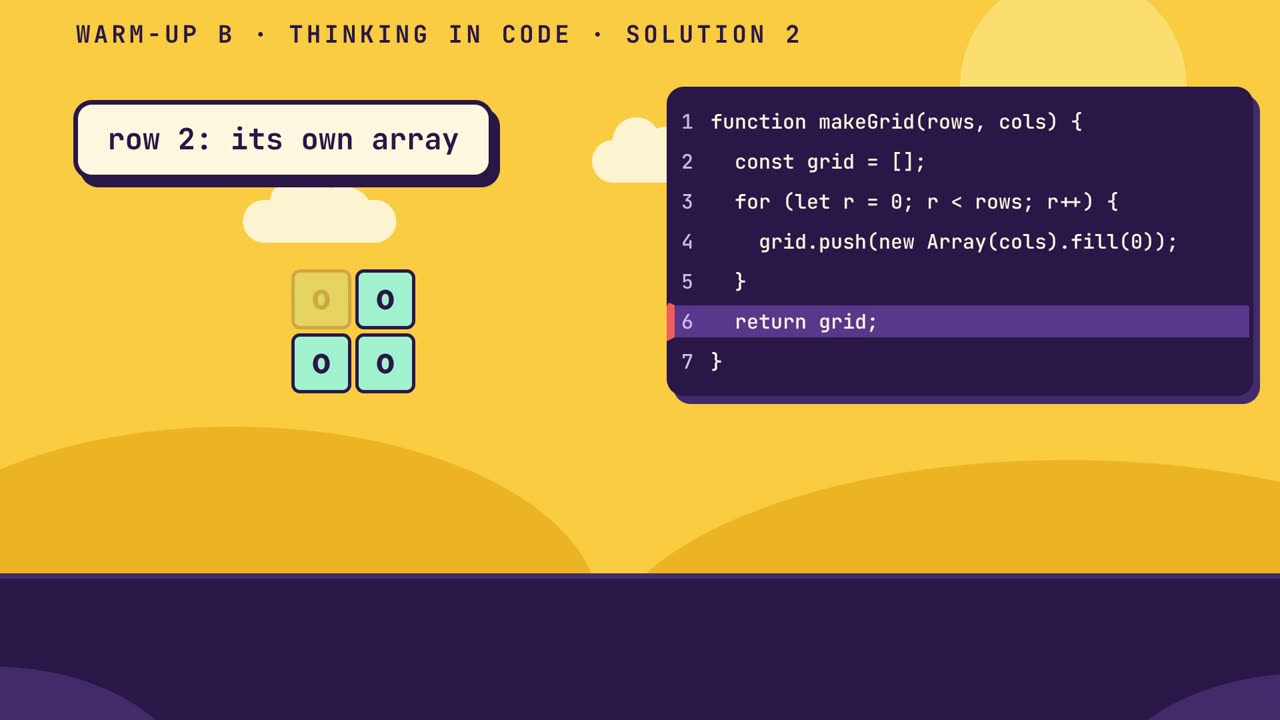 WARM-UP B · THINKING IN CODE · SOLUTION 2
row 2: its own array
0 0
0 0
1 function makeGrid(rows, cols) {
2 const grid = [];
3 for (let r = 0; r < rows; r++) {
4 grid.push(new Array(cols).fill(0));
5 }
6 return grid;
7 }